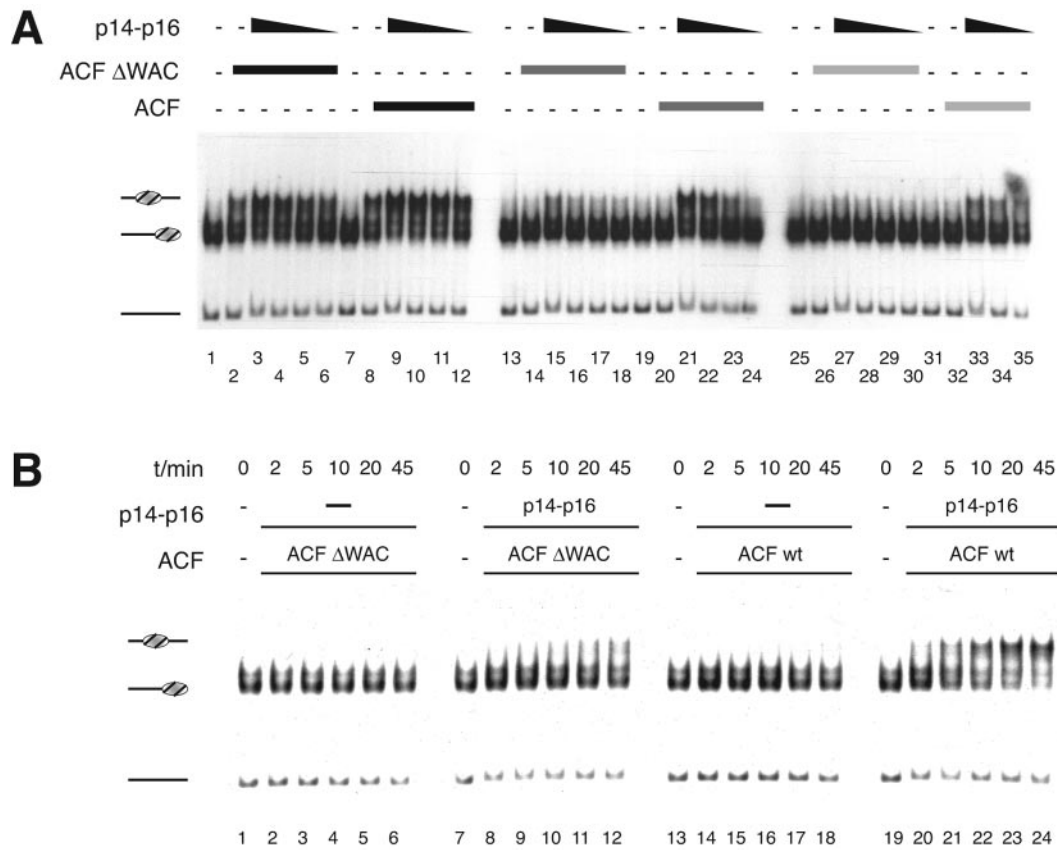 A
p14-p16 - - - - - - - - -
ACF ΔWAC - - - - - - - - - - - - - - - - - - - -
ACF - - - - - - - - - - - - - - - - - - - - - -
1 3 5 7 9 11 13 15 17 19 21 23 25 27 29 31 33 35
2 4 6 8 10 12 14 16 18 20 22 24 26 28 30 32 34
B
t/min 0 2 5 10 20 45 0 2 5 10 20 45 0 2 5 10 20 45 0 2 5 10 20 45
p14-p16 - – - p14-p16 - – - p14-p16
ACF - ACF ΔWAC - ACF ΔWAC - ACF wt - ACF wt
1 2 3 4 5 6 7 8 9 10 11 12 13 14 15 16 17 18 19 20 21 22 23 24